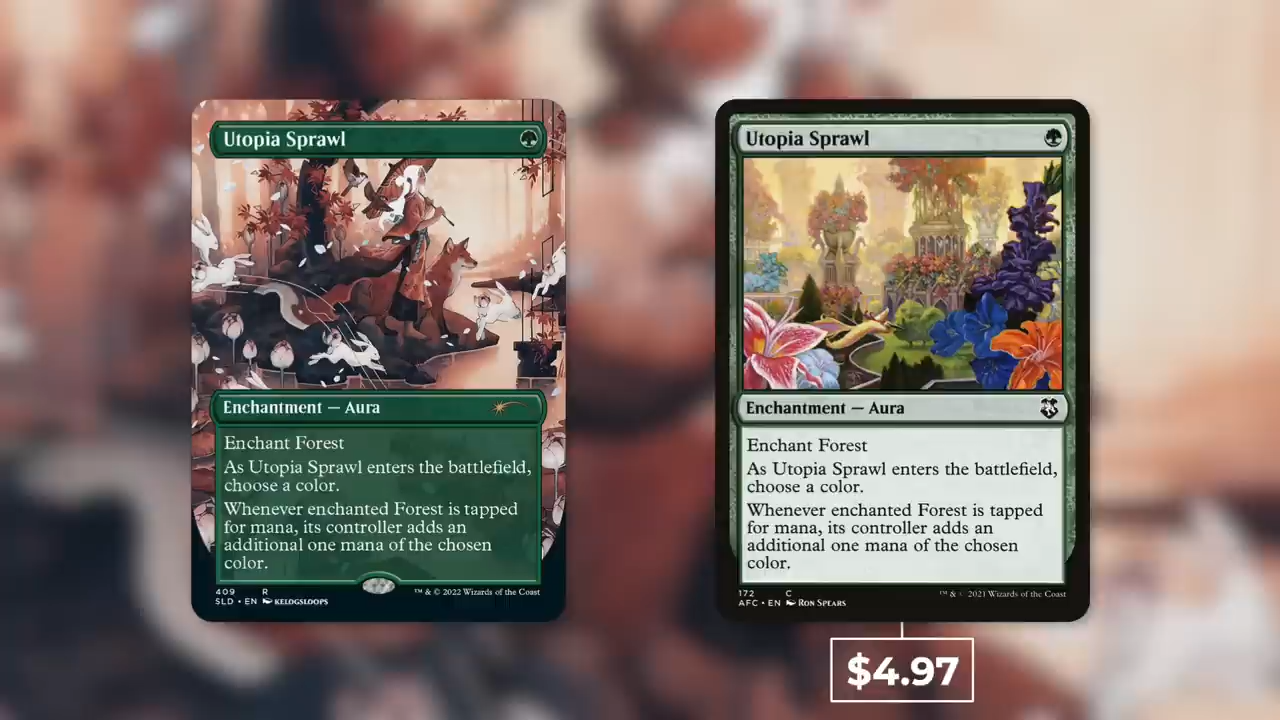 Utopia Sprawl
Enchantment — Aura
Enchant Forest
As Utopia Sprawl enters the battlefield,
choose a color.
Whenever enchanted Forest is tapped
for mana, its controller adds an
additional one mana of the chosen
color.
409 R
SLD • EN KELOGSLOOPS
™ & © 2022 Wizards of the Coast
Utopia Sprawl
Enchantment — Aura
Enchant Forest
As Utopia Sprawl enters the battlefield,
choose a color.
Whenever enchanted Forest is tapped
for mana, its controller adds an
additional one mana of the chosen
color.
172 C
AFC • EN Ron Spears
™ & © 2021 Wizards of the Coast
$4.97